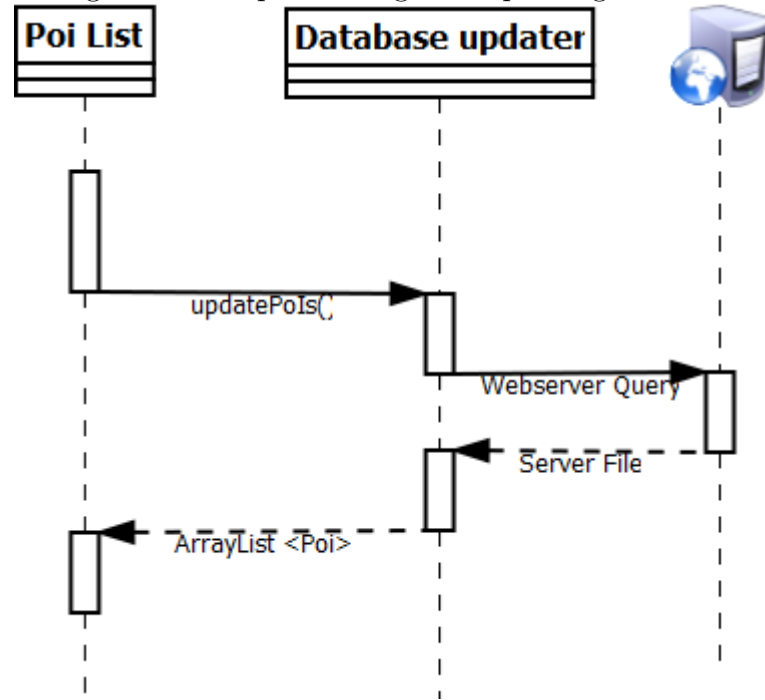 Poi List
Database updater
updatePoIs()
Webserver Query
Server File
ArrayList <Poi>